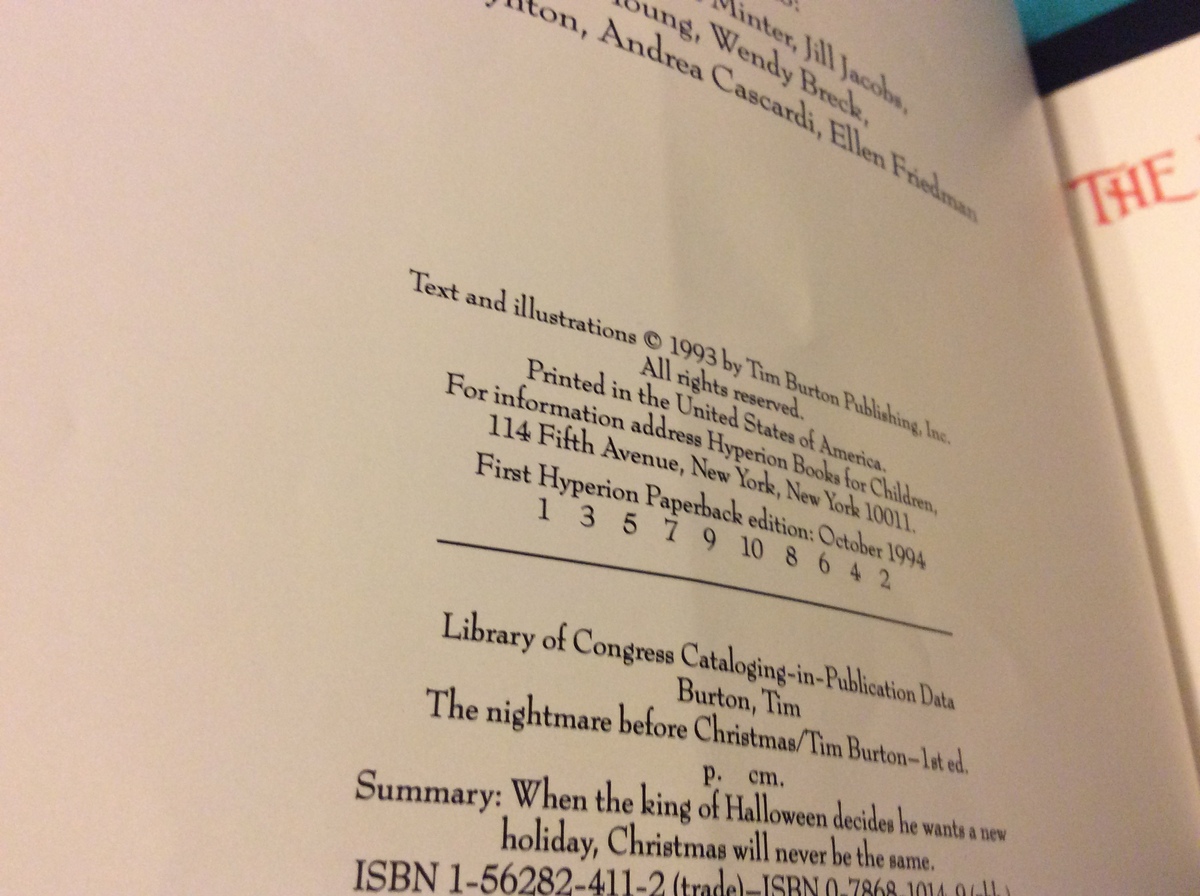 Minter, Jill Jacobs,
Young, Wendy Breck,
Andrea Cascardi, Ellen Friedman
THE
Text and illustrations © 1993 by Tim Burton Publishing, Inc.
All rights reserved.
Printed in the United States of America.
For information address Hyperion Books for Children,
114 Fifth Avenue, New York, New York 10011.
First Hyperion Paperback edition: October 1994
1 3 5 7 9 10 8 6 4 2
Library of Congress Cataloging-in-Publication Data
Burton, Tim
The nightmare before Christmas/Tim Burton–1st ed.
p. cm.
Summary: When the king of Halloween decides he wants a new
holiday, Christmas will never be the same.
ISBN 1-56282-411-2 (trade)–ISBN